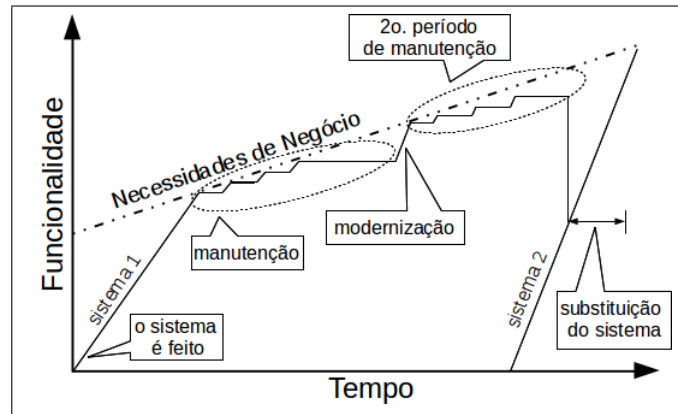 2o. período
de manutenção
Funcionalidade
Necessidades de Negócio
manutenção
modernização
sistema 1
o sistema
é feito
sistema 2
substituição
do sistema
Tempo